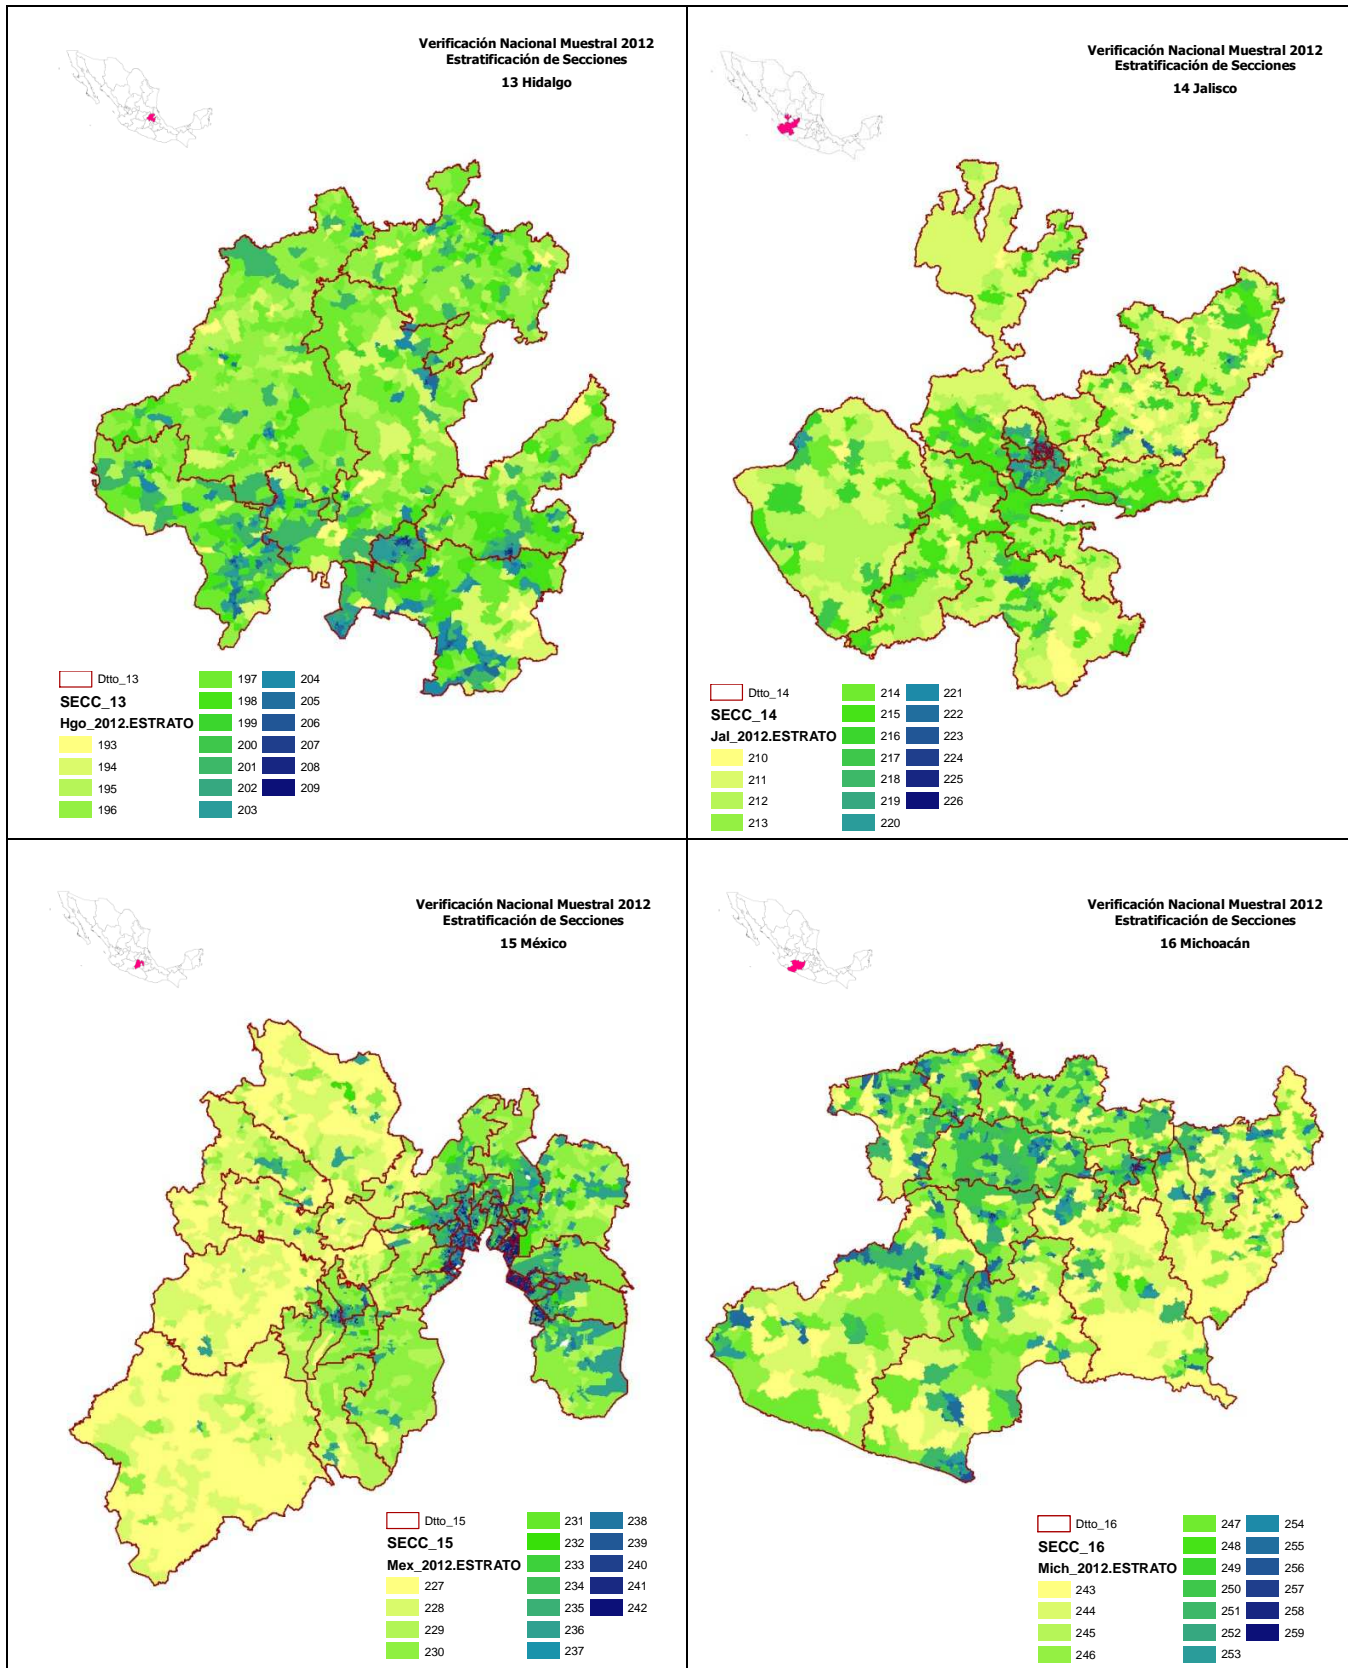 Verificación Nacional Muestral 2012
Estratificación de Secciones
13 Hidalgo
Dtto_13
SECC_13
Hgo_2012.ESTRATO
193
194
195
196
197
198
199
200
201
202
203
204
205
206
207
208
209
Verificación Nacional Muestral 2012
Estratificación de Secciones
14 Jalisco
Dtto_14
SECC_14
Jal_2012.ESTRATO
210
211
212
213
214
215
216
217
218
219
220
221
222
223
224
225
226
Verificación Nacional Muestral 2012
Estratificación de Secciones
15 México
Dtto_15
SECC_15
Mex_2012.ESTRATO
227
228
229
230
231
232
233
234
235
236
237
238
239
240
241
242
Verificación Nacional Muestral 2012
Estratificación de Secciones
16 Michoacán
Dtto_16
SECC_16
Mich_2012.ESTRATO
243
244
245
246
247
248
249
250
251
252
253
254
255
256
257
258
259